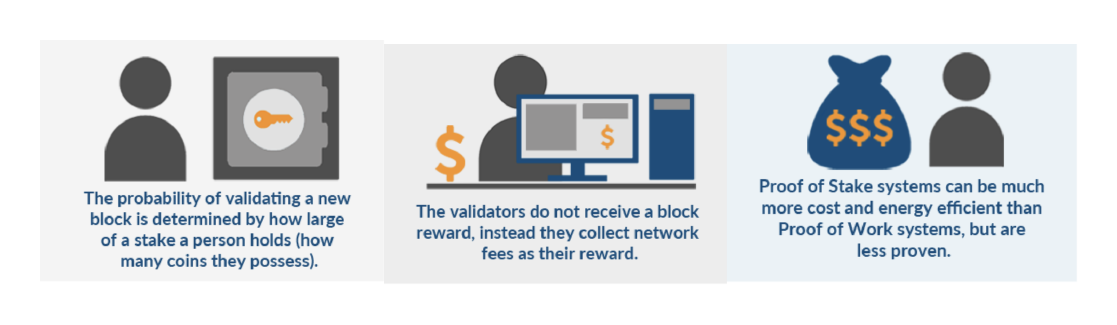 The probability of validating a new
block is determined by how large
of a stake a person holds (how
many coins they possess).
$
$
The validators do not receive a block
reward, instead they collect network
fees as their reward.
$$$
Proof of Stake systems can be much
more cost and energy efficient than
Proof of Work systems, but are
less proven.